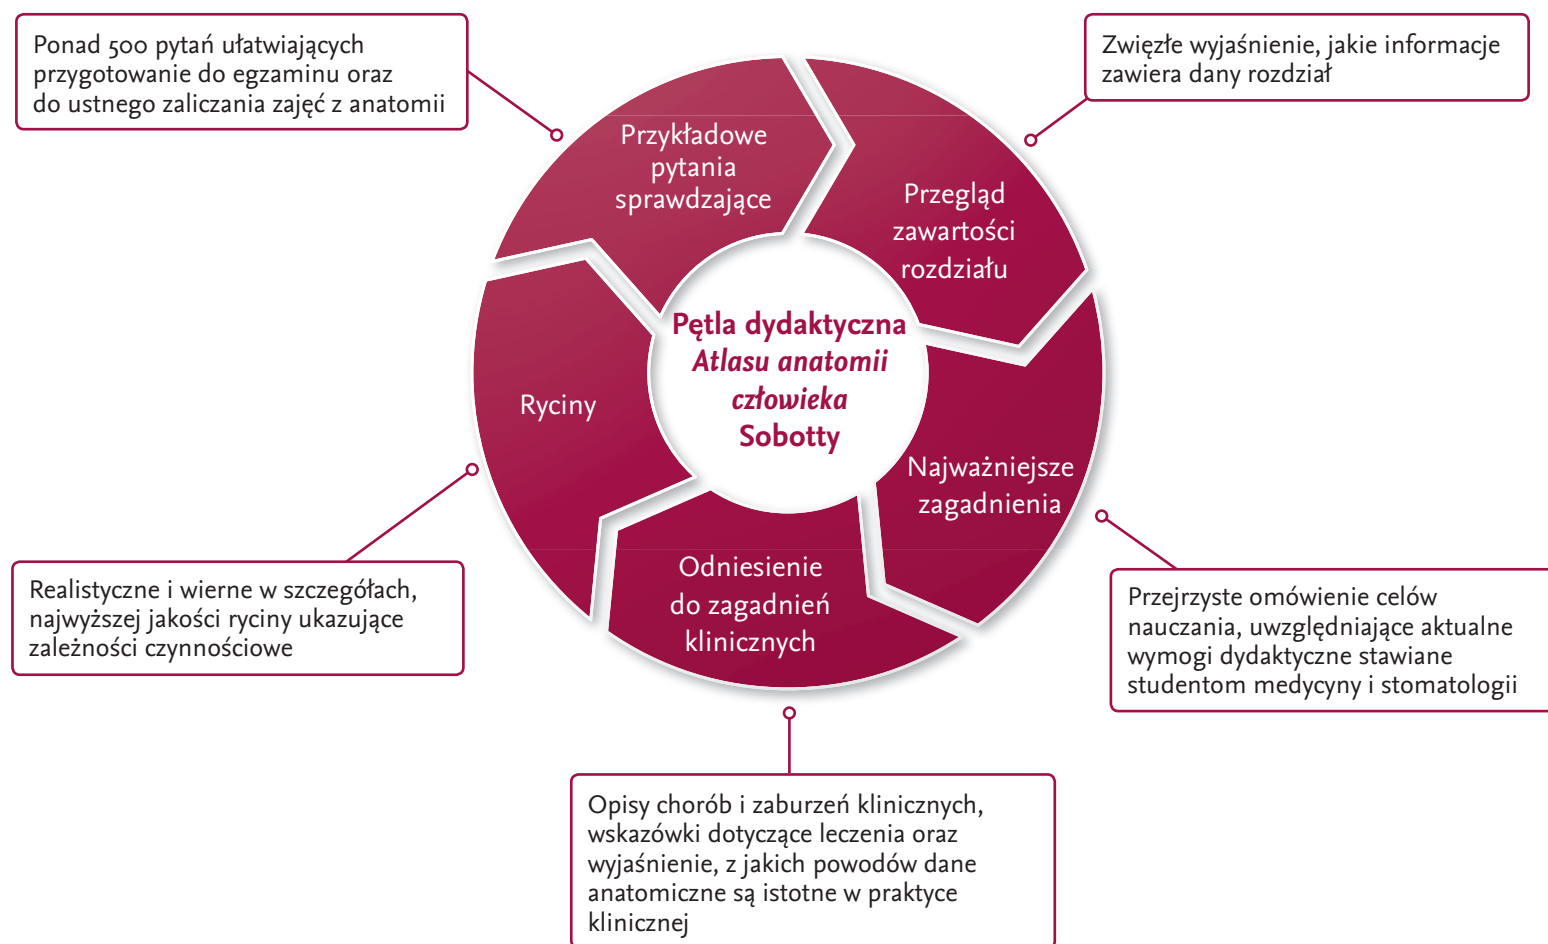 Ponad 500 pytań ułatwiających
przygotowanie do egzaminu oraz
do ustnego zaliczania zajęć z anatomii
Zwięzłe wyjaśnienie, jakie informacje
zawiera dany rozdział
Przykładowe
pytania
sprawdzające
Przegląd
zawartości
rozdziału
Pętla dydaktyczna
Atlasu anatomii
człowieka
Sobotty
Ryciny
Najważniejsze
zagadnienia
Odniesienie
do zagadnień
klinicznych
Realistyczne i wierne w szczegółach,
najwyższej jakości ryciny ukazujące
zależności czynnościowe
Przejrzyste omówienie celów
nauczania, uwzględniające aktualne
wymogi dydaktyczne stawiane
studentom medycyny i stomatologii
Opisy chorób i zaburzeń klinicznych,
wskazówki dotyczące leczenia oraz
wyjaśnienie, z jakich powodów dane
anatomiczne są istotne w praktyce
klinicznej